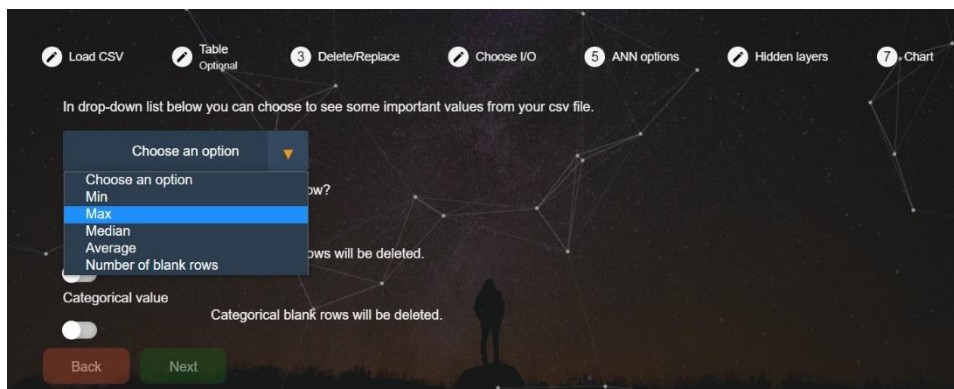 Load CSV
Table
Optional
3 Delete/Replace
Choose I/O
5 ANN options
Hidden layers
7 Chart
In drop-down list below you can choose to see some important values from your csv file.
Choose an option
Choose an option
Min
Max
Median
Average
Number of blank rows
ow?
ows will be deleted.
Categorical value
Categorical blank rows will be deleted.
Back
Next